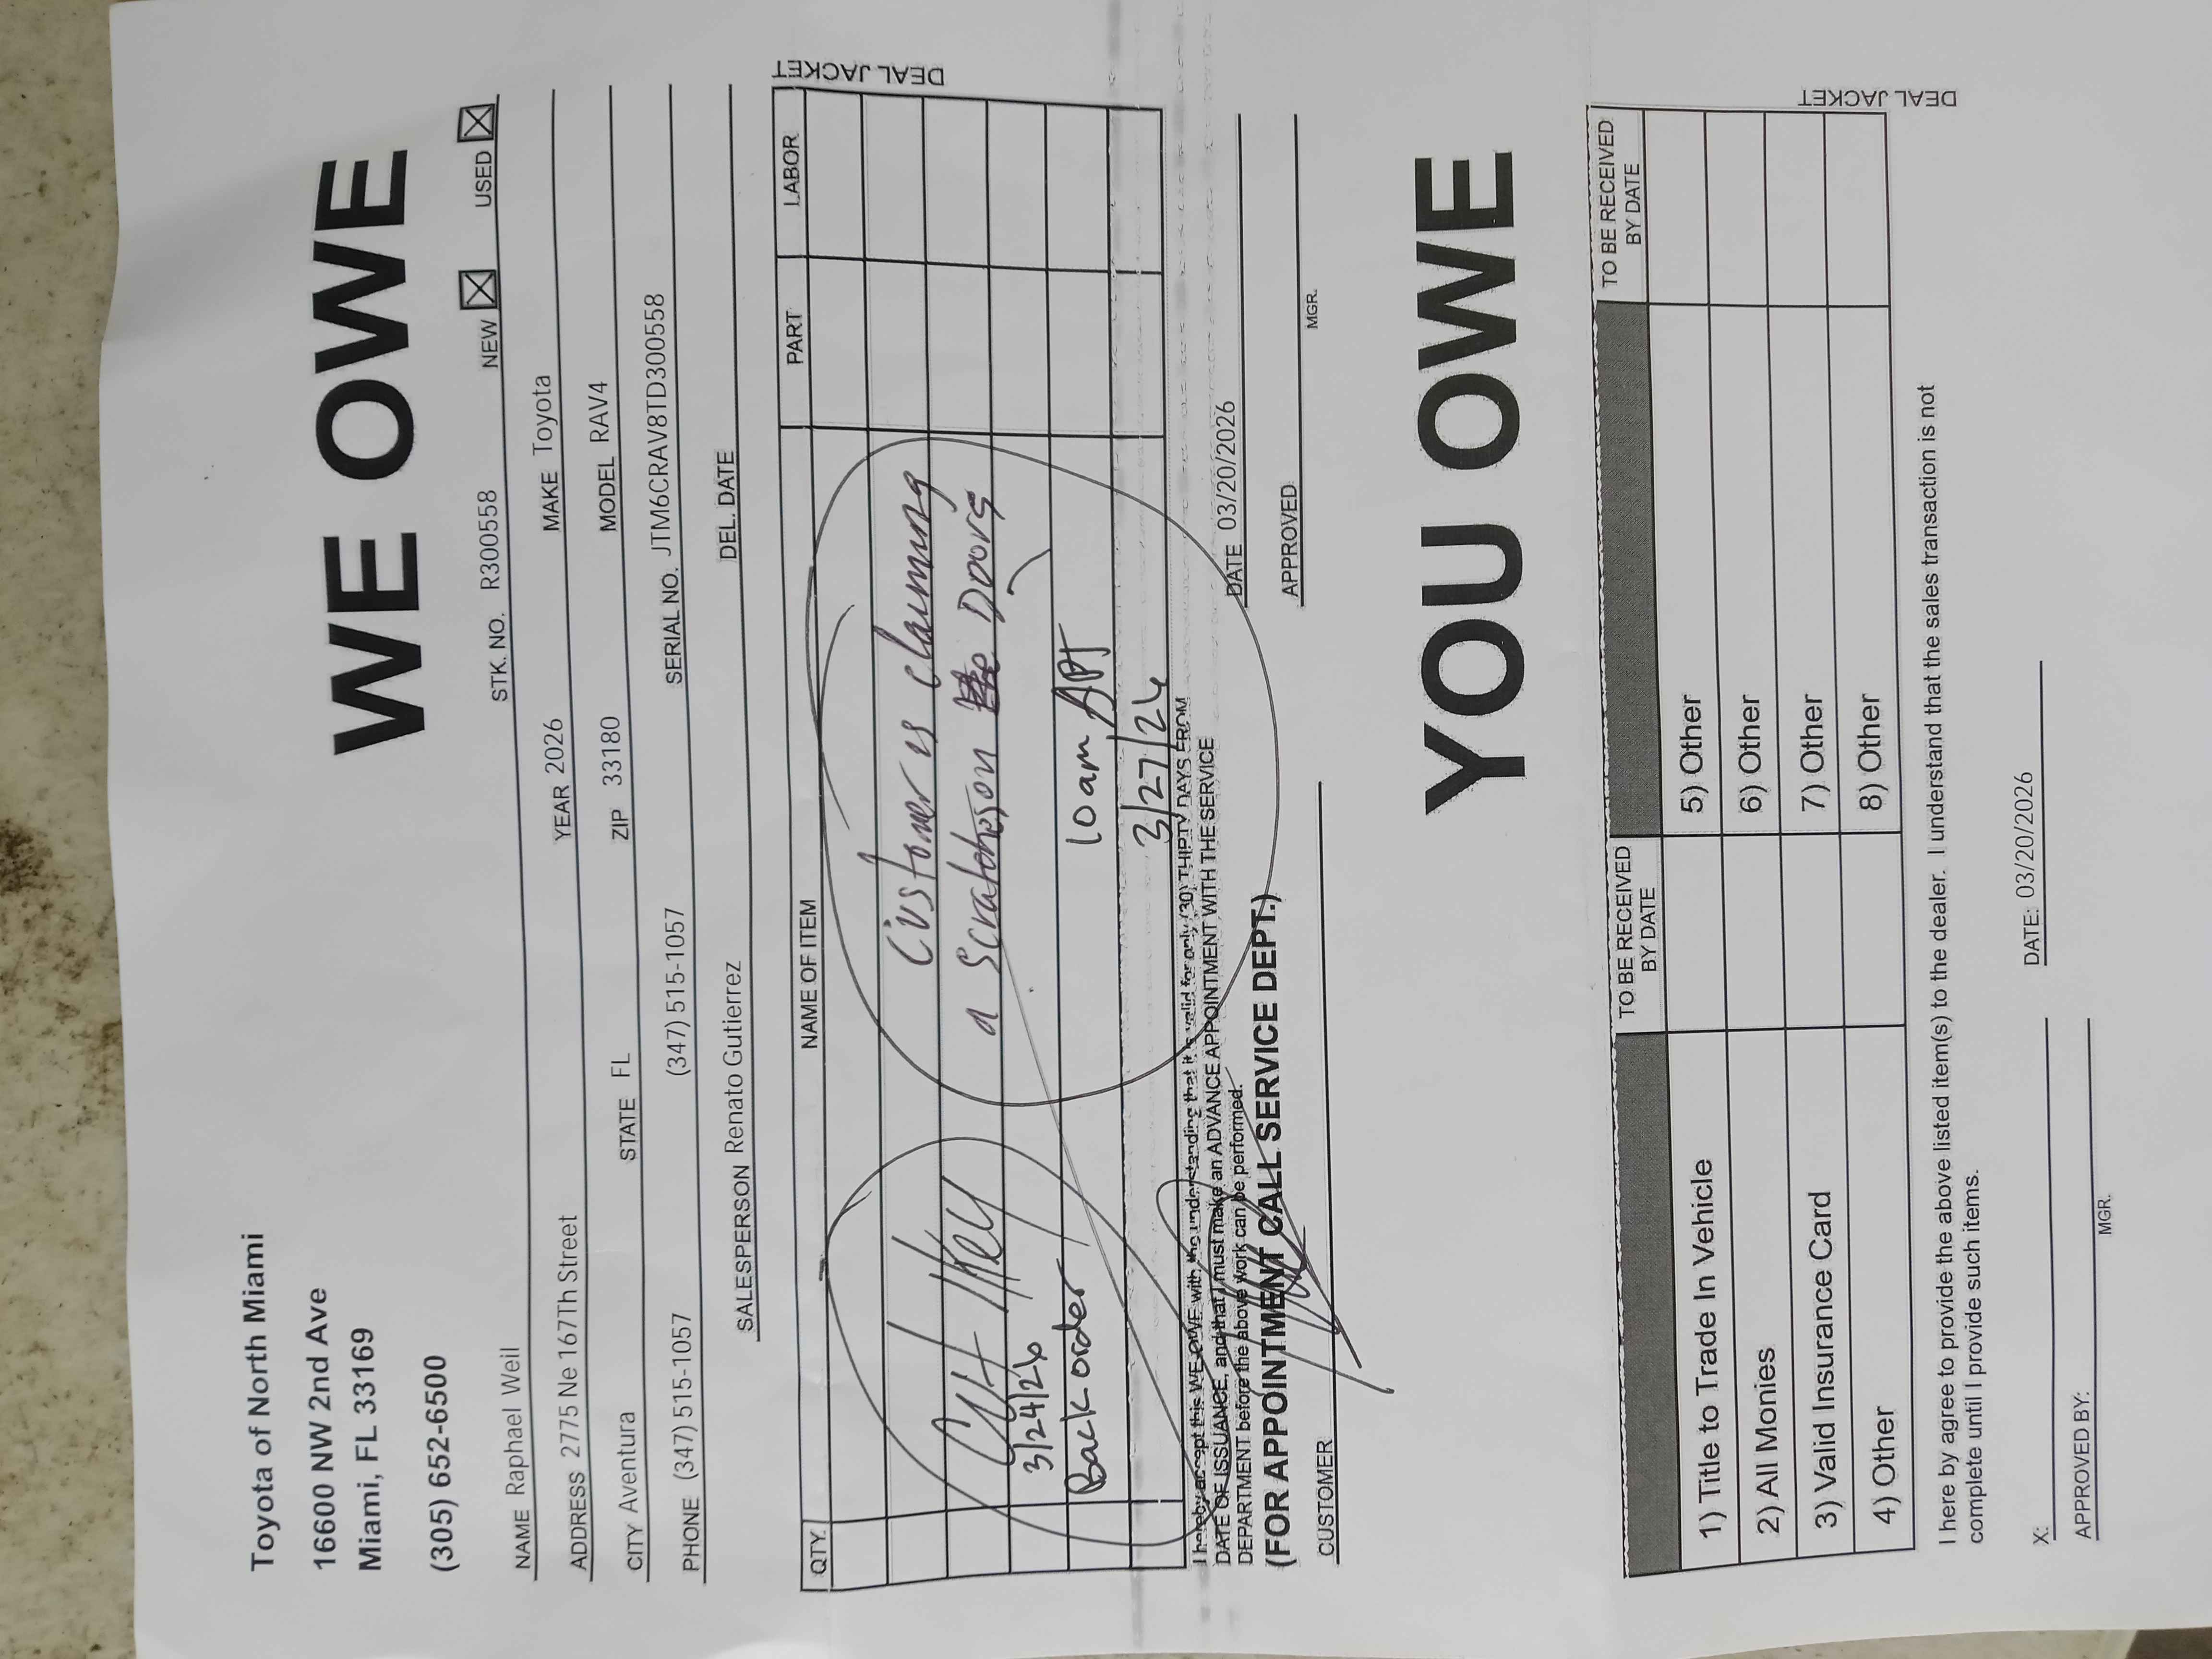 Toyota of North Miami
16600 NW 2nd Ave
Miami, FL 33169
(305) 652-6500
WE OWE
STK. NO. R300558 NEW ☒ USED ☒
NAME Raphael Weil
ADDRESS 2775 Ne 167Th Street YEAR 2026 MAKE Toyota
CITY Aventura STATE FL ZIP 33180 MODEL RAV4
PHONE (347) 515-1057 (347) 515-1057 SERIAL NO. JTM6CRAV8TD300558
SALESPERSON Renato Gutierrez DEL. DATE
QTY. NAME OF ITEM PART LABOR
DEAL JACKET
Cut Key
3/24/26
Back order
Customer is claiming
a Scratches on Doors
10 am APT
3/27/26
I hereby accept this WE OWE with the understanding that it is valid for only (30) THIRTY DAYS FROM
DATE OF ISSUANCE, and that I must make an ADVANCE APPOINTMENT WITH THE SERVICE
DEPARTMENT before the above work can be performed.
(FOR APPOINTMENT CALL SERVICE DEPT.)
DATE 03/20/2026
CUSTOMER
APPROVED
MGR.
YOU OWE
TO BE RECEIVED
BY DATE
TO BE RECEIVED
BY DATE
1) Title to Trade In Vehicle 5) Other
2) All Monies 6) Other
3) Valid Insurance Card 7) Other
4) Other 8) Other
DEAL JACKET
I here by agree to provide the above listed item(s) to the dealer. I understand that the sales transaction is not
complete until I provide such items.
X: DATE: 03/20/2026
APPROVED BY:
MGR.